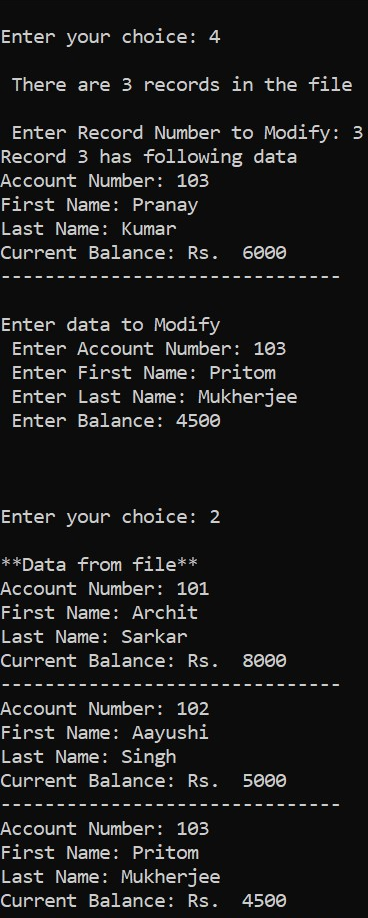 Enter your choice: 4
There are 3 records in the file
Enter Record Number to Modify: 3
Record 3 has following data
Account Number: 103
First Name: Pranay
Last Name: Kumar
Current Balance: Rs.  6000
-------------------------------
Enter data to Modify
Enter Account Number: 103
Enter First Name: Pritom
Enter Last Name: Mukherjee
Enter Balance: 4500
Enter your choice: 2
**Data from file**
Account Number: 101
First Name: Archit
Last Name: Sarkar
Current Balance: Rs.  8000
-------------------------------
Account Number: 102
First Name: Aayushi
Last Name: Singh
Current Balance: Rs.  5000
-------------------------------
Account Number: 103
First Name: Pritom
Last Name: Mukherjee
Current Balance: Rs.  4500